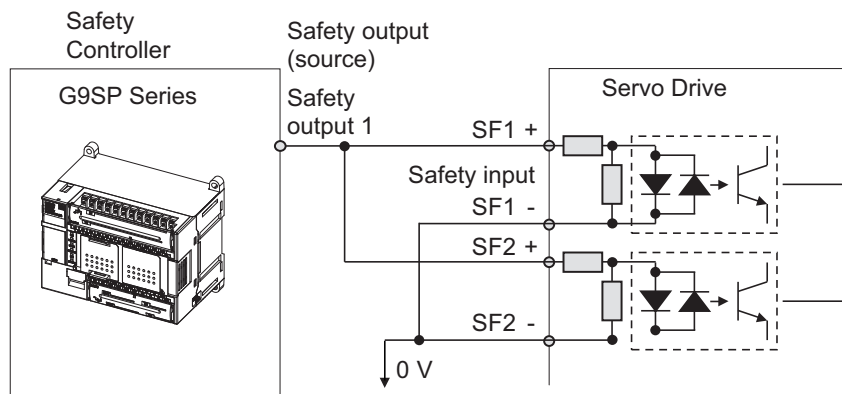 Safety
Controller
G9SP Series
Safety output
(source)
Safety
output 1
Servo Drive
SF1 +
Safety input
SF1 -
SF2 +
SF2 -
0 V